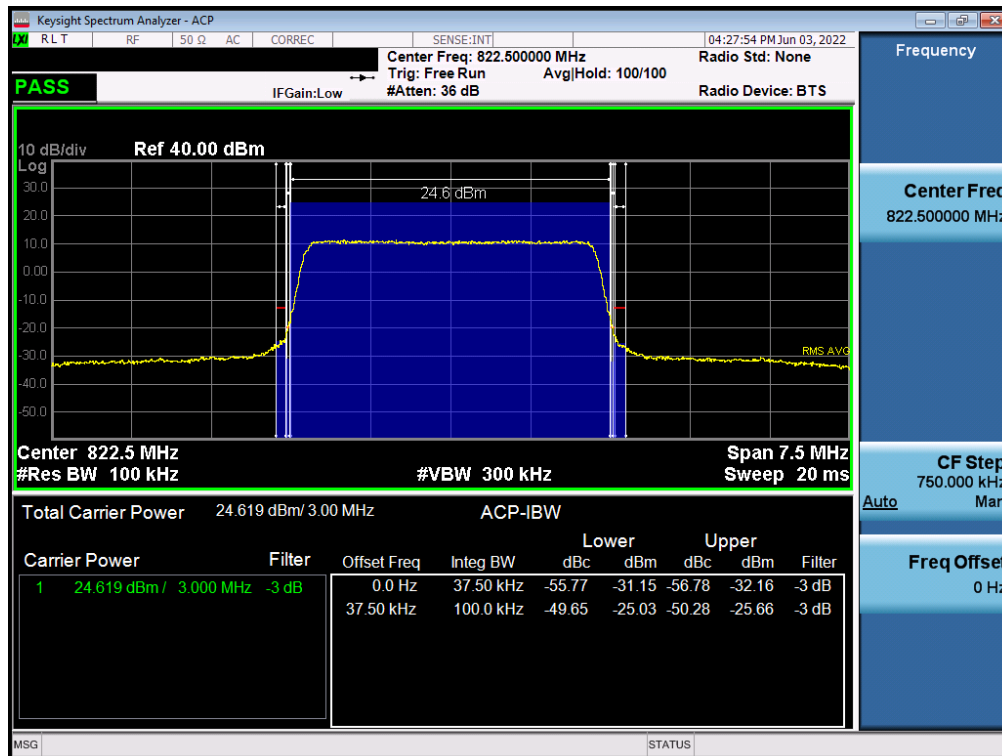 Keysight Spectrum Analyzer - ACP
LXI RLT RF 50 Ω AC CORREC SENSE:INT 04:27:54 PM Jun 03, 2022
Frequency
Center Freq: 822.500000 MHz Radio Std: None
Trig: Free Run Avg|Hold: 100/100
PASS
IFGain:Low #Atten: 36 dB Radio Device: BTS
10 dB/div Ref 40.00 dBm
Log
30.0
20.0
10.0
0.00
-10.0
-20.0
-30.0
-40.0
-50.0
24.6 dBm
RMS AVG
Center 822.5 MHz Span 7.5 MHz
#Res BW 100 kHz #VBW 300 kHz Sweep 20 ms
Total Carrier Power 24.619 dBm/ 3.00 MHz ACP-IBW
Lower Upper
Carrier Power Filter Offset Freq Integ BW dBc dBm dBc dBm Filter
1 24.619 dBm / 3.000 MHz -3 dB 0.0 Hz 37.50 kHz -55.77 -31.15 -56.78 -32.16 -3 dB
37.50 kHz 100.0 kHz -49.65 -25.03 -50.28 -25.66 -3 dB
Center Freq
822.500000 MHz
CF Step
750.000 kHz
Auto Man
Freq Offset
0 Hz
MSG STATUS